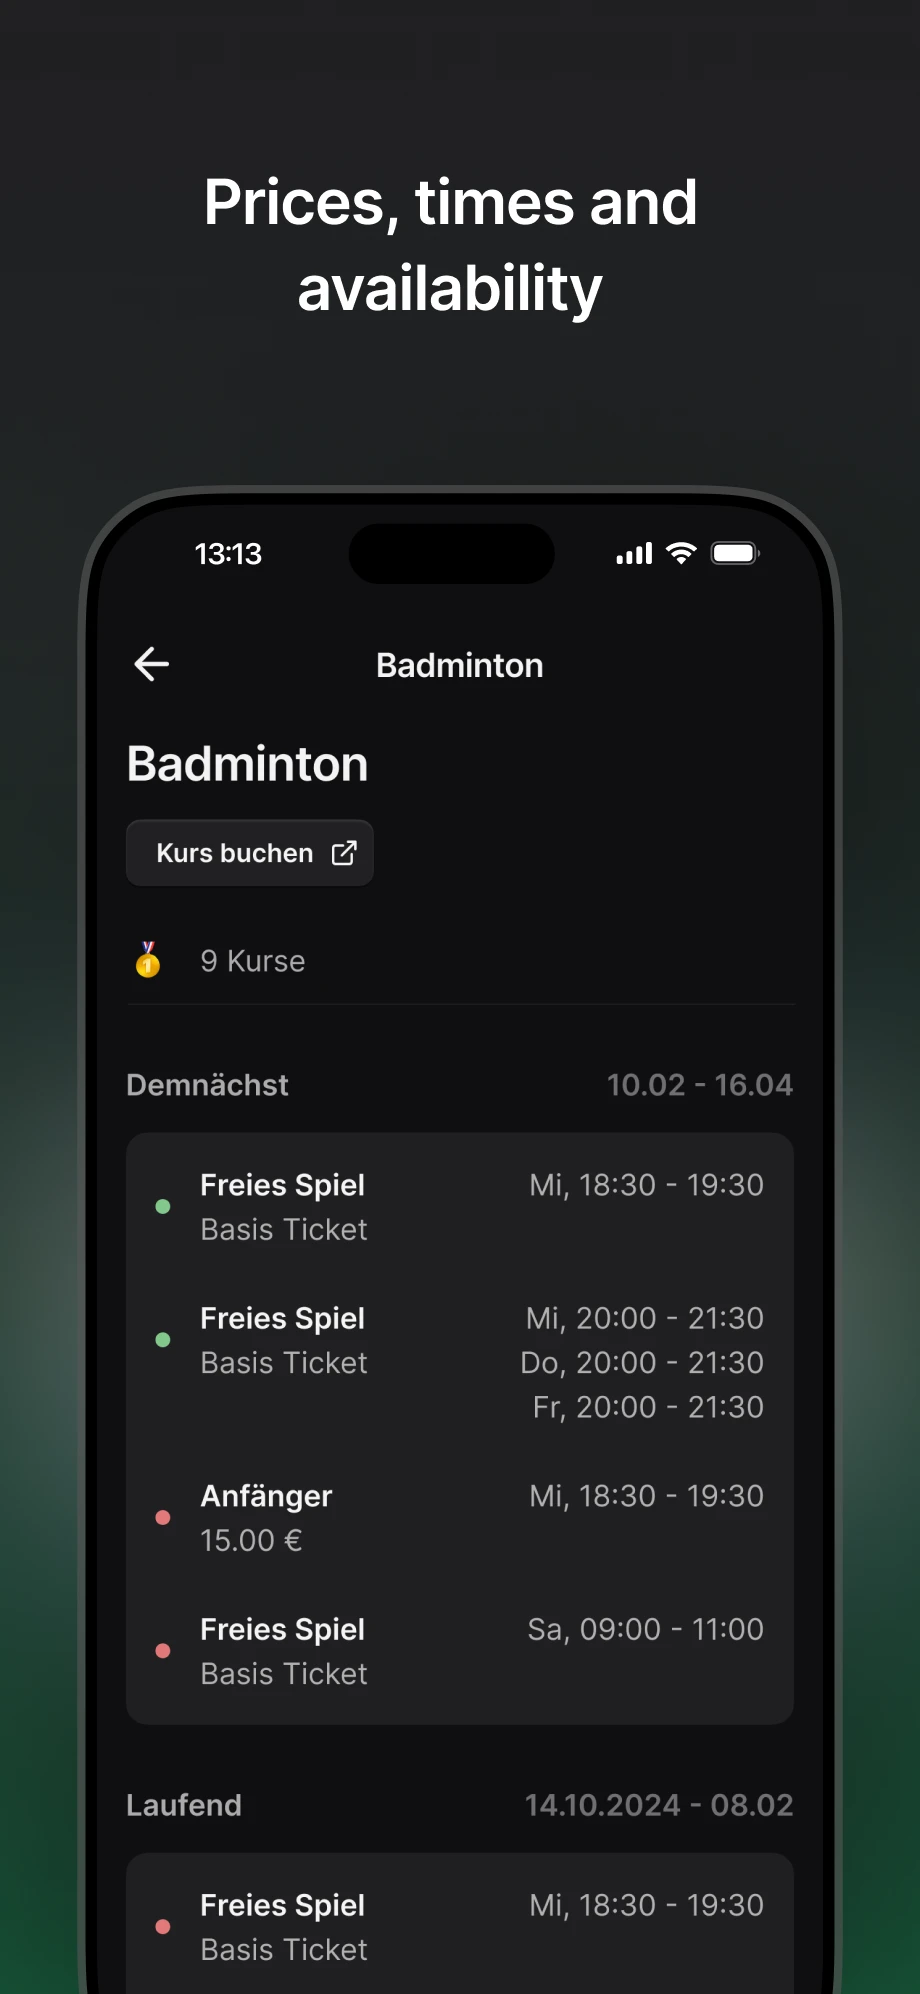 Prices, times and
availability
13:13
Badminton
Badminton
Kurs buchen
9 Kurse
Demnächst 10.02 - 16.04
Freies Spiel Mi, 18:30 - 19:30
Basis Ticket
Freies Spiel Mi, 20:00 - 21:30
Basis Ticket Do, 20:00 - 21:30
Fr, 20:00 - 21:30
Anfänger Mi, 18:30 - 19:30
15.00 €
Freies Spiel Sa, 09:00 - 11:00
Basis Ticket
Laufend 14.10.2024 - 08.02
Freies Spiel Mi, 18:30 - 19:30
Basis Ticket